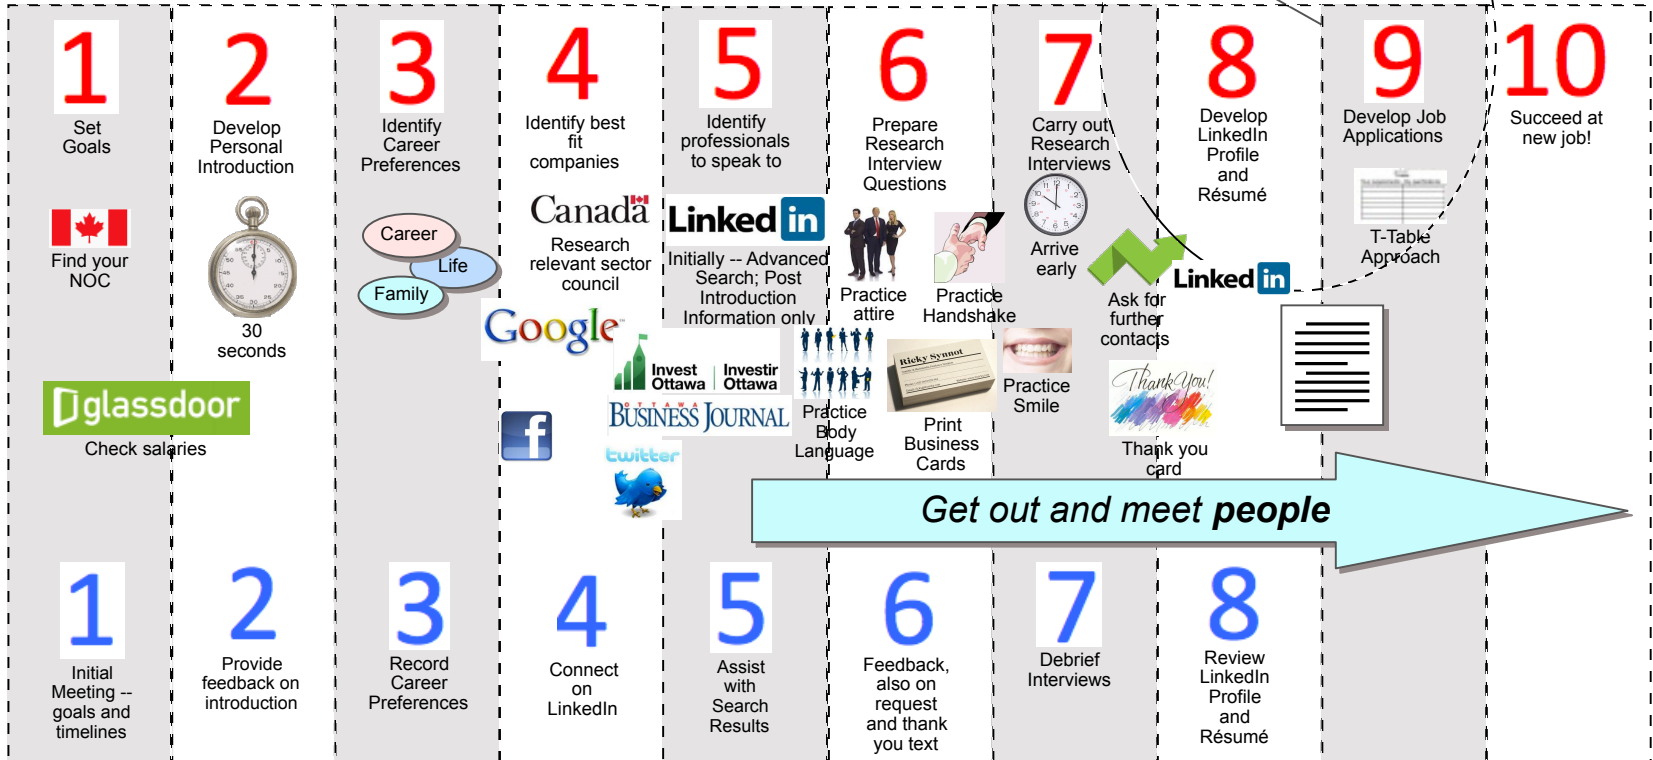 1
Set
Goals
Find your
NOC
glassdoor
Check salaries
2
Develop
Personal
Introduction
30
seconds
3
Identify
Career
Preferences
Career
Life
Family
4
Identify best
fit
companies
Canada
Research
relevant sector
council
Google
Invest
Ottawa
Investir
Ottawa
OTTAWA
BUSINESS JOURNAL
f
twitter
5
Identify
professionals
to speak to
Linked in
Initially -- Advanced
Search; Post
Introduction
Information only
6
Prepare
Research
Interview
Questions
Practice
attire
Practice
Handshake
Practice
Body
Language
Ricky Synnot
Print
Business
Cards
7
Carry out
Research
Interviews
Arrive
early
Practice
Smile
Ask for
further
contacts
Thank You!
Thank you
card
8
Develop
LinkedIn
Profile
and
Résumé
Linked in
9
Develop Job
Applications
T-Table
Approach
10
Succeed at
new job!
Get out and meet people
1
Initial
Meeting --
goals and
timelines
2
Provide
feedback on
introduction
3
Record
Career
Preferences
4
Connect
on
LinkedIn
5
Assist
with
Search
Results
6
Feedback,
also on
request
and thank
you text
7
Debrief
Interviews
8
Review
LinkedIn
Profile
and
Résumé